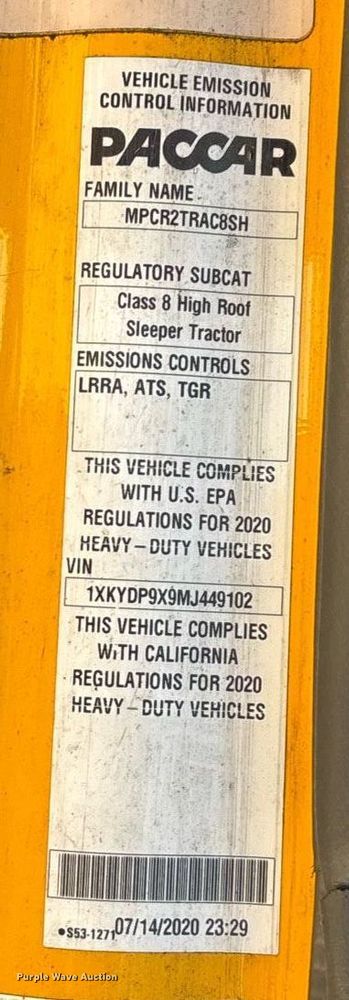 VEHICLE EMISSION
CONTROL INFORMATION
PACCAR
FAMILY NAME
MPCR2TRAC8SH
REGULATORY SUBCAT
Class 8 High Roof
Sleeper Tractor
EMISSIONS CONTROLS
LRRA, ATS, TGR
THIS VEHICLE COMPLIES
WITH U.S. EPA
REGULATIONS FOR 2020
HEAVY-DUTY VEHICLES
VIN
1XKYDP9X9MJ449102
THIS VEHICLE COMPLIES
WITH CALIFORNIA
REGULATIONS FOR 2020
HEAVY-DUTY VEHICLES
•S53-1271 07/14/2020 23:29
Purple Wave Auction